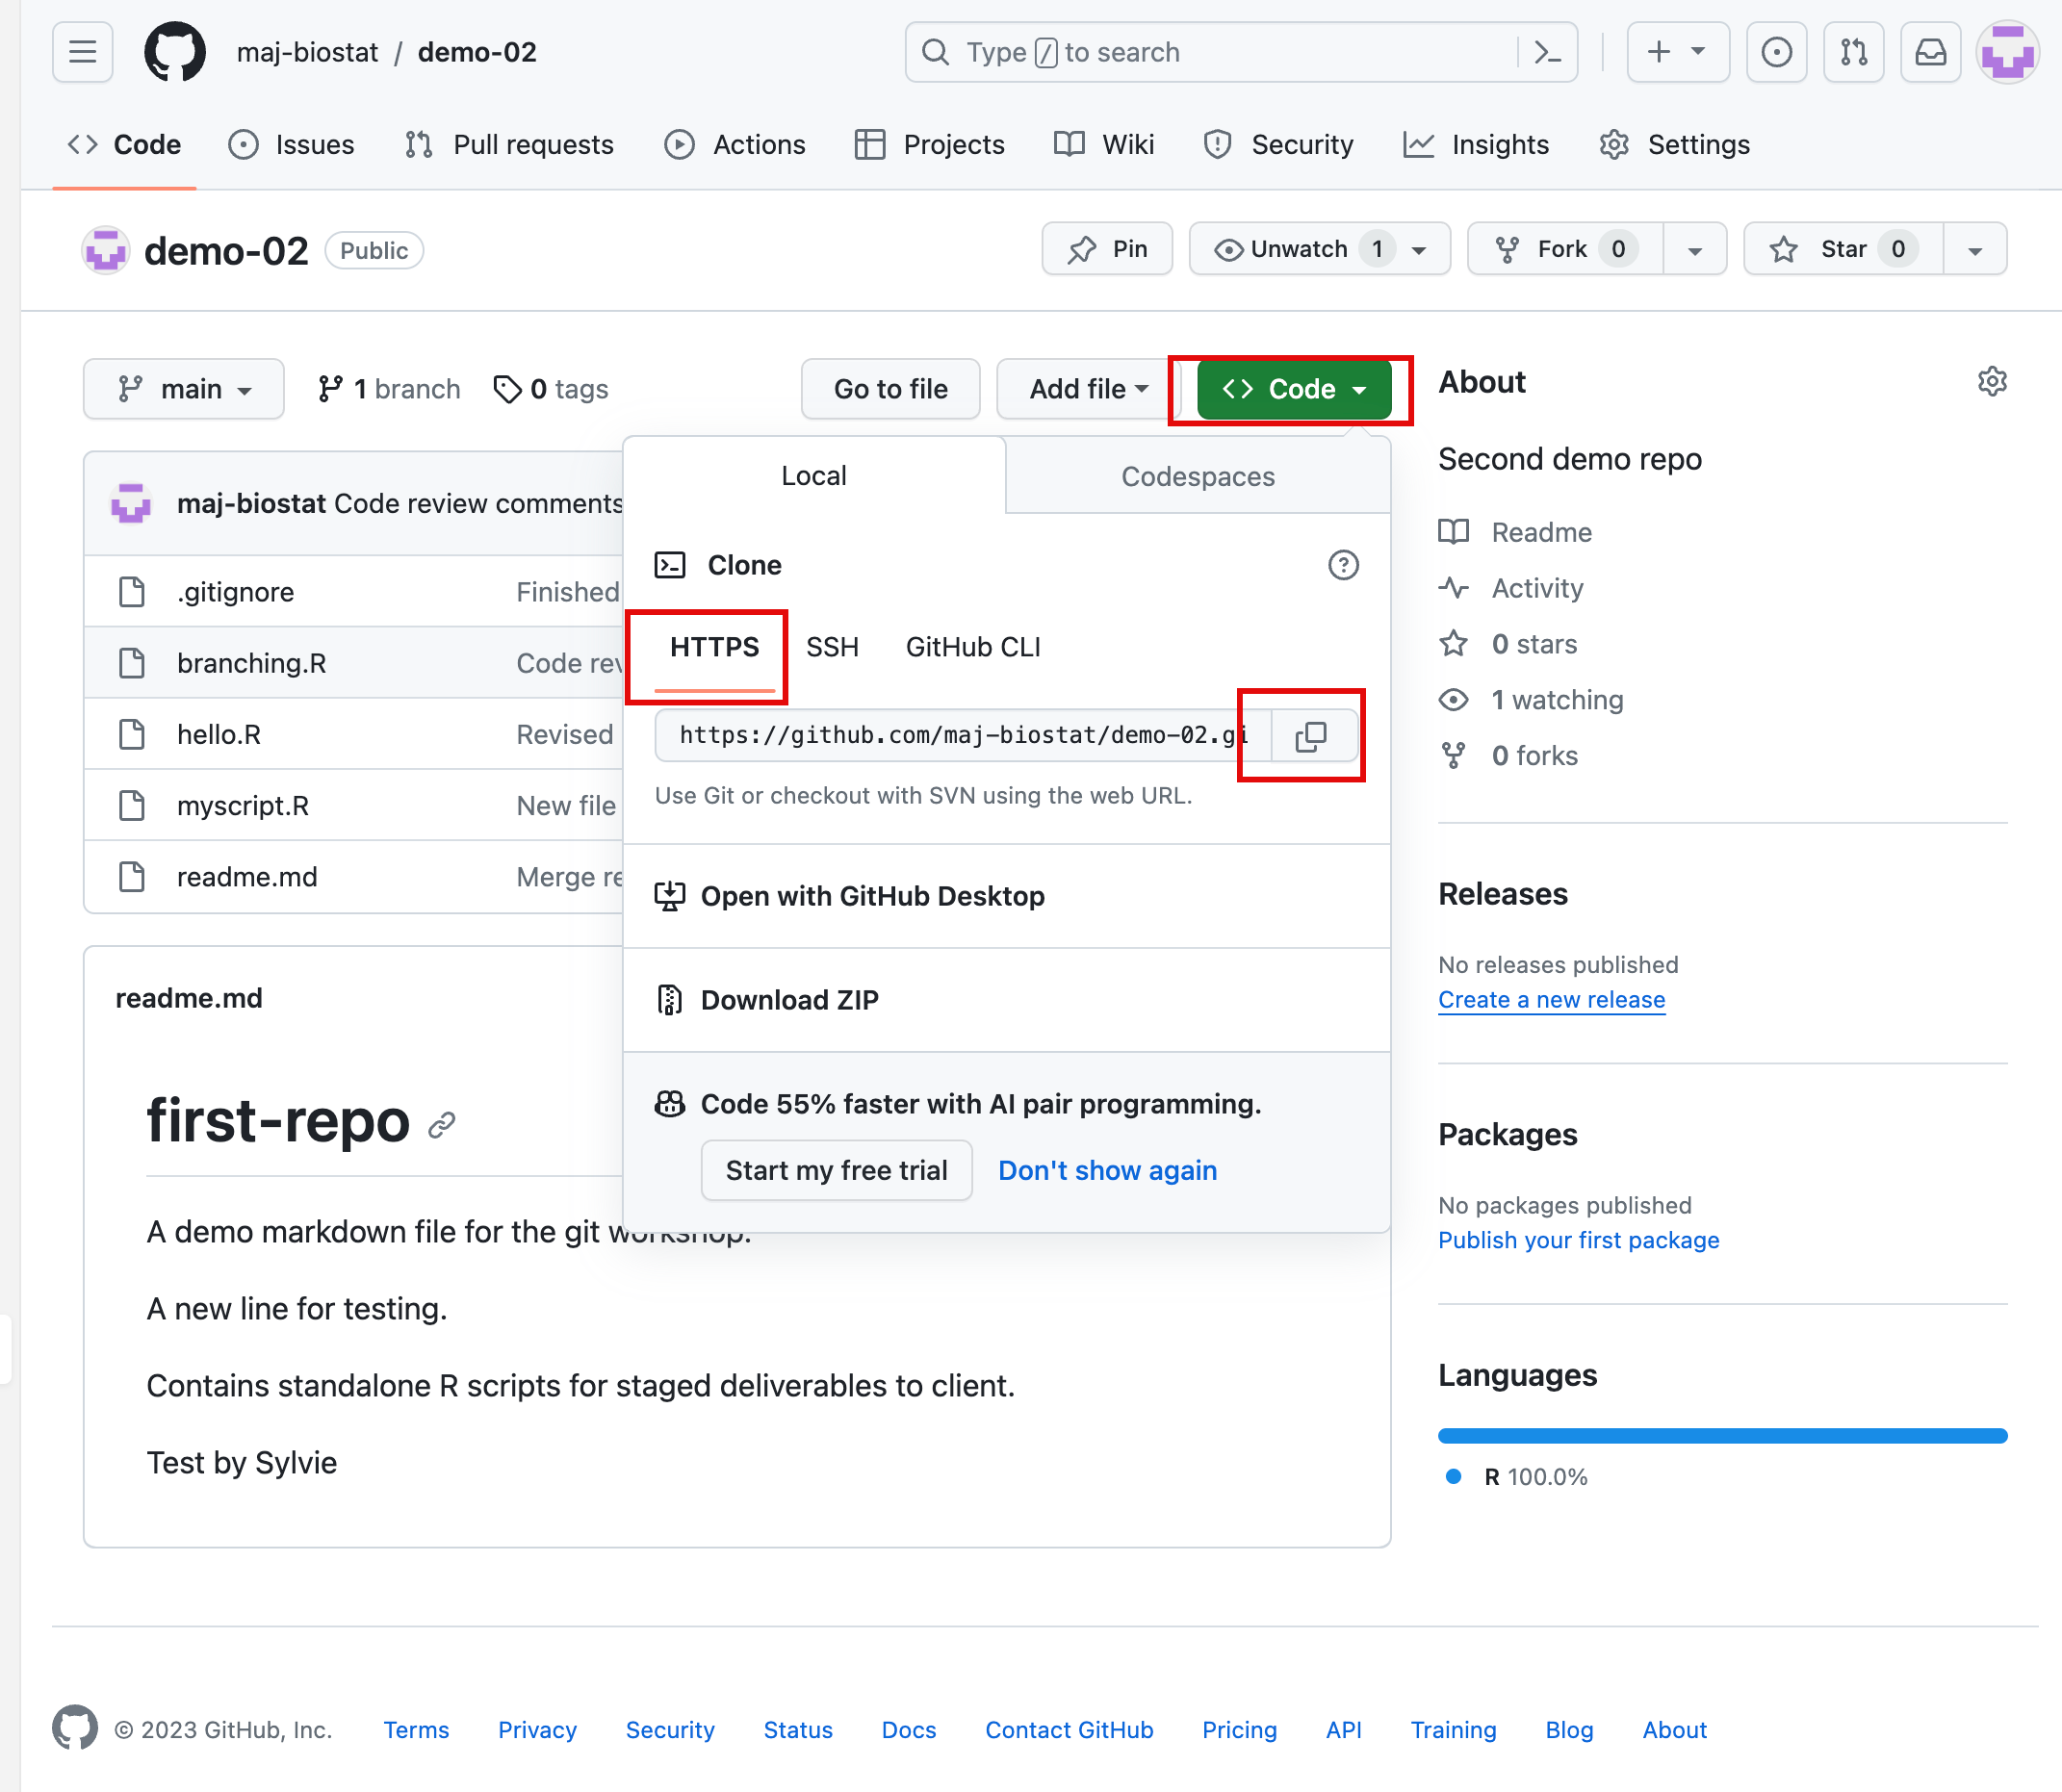 maj-biostat / demo-02
Type / to search
Code Issues Pull requests Actions Projects Wiki Security Insights Settings
demo-02 Public
Pin Unwatch 1 Fork 0 Star 0
main 1 branch 0 tags Go to file Add file Code
maj-biostat Code review comments
.gitignore Finished
branching.R Code rev
hello.R Revised
myscript.R New file
readme.md Merge re
Local Codespaces
Clone
HTTPS SSH GitHub CLI
https://github.com/maj-biostat/demo-02.gi
Use Git or checkout with SVN using the web URL.
Open with GitHub Desktop
Download ZIP
Code 55% faster with AI pair programming.
Start my free trial Don't show again
readme.md
first-repo
A demo markdown file for the git workshop.
A new line for testing.
Contains standalone R scripts for staged deliverables to client.
Test by Sylvie
About
Second demo repo
Readme
Activity
0 stars
1 watching
0 forks
Releases
No releases published
Create a new release
Packages
No packages published
Publish your first package
Languages
R 100.0%
© 2023 GitHub, Inc. Terms Privacy Security Status Docs Contact GitHub Pricing API Training Blog About